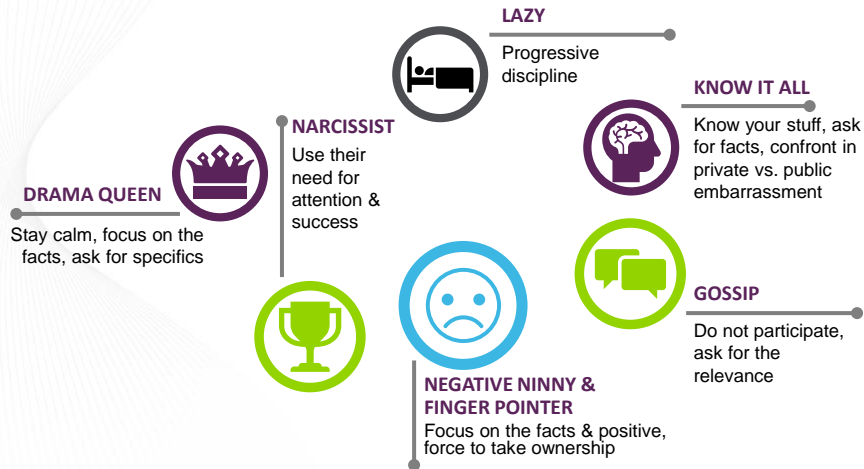 LAZY
Progressive
discipline
KNOW IT ALL
Know your stuff, ask
for facts, confront in
private vs. public
embarrassment
NARCISSIST
Use their
need for
attention &
success
DRAMA QUEEN
Stay calm, focus on the
facts, ask for specifics
GOSSIP
Do not participate,
ask for the
relevance
NEGATIVE NINNY &
FINGER POINTER
Focus on the facts & positive,
force to take ownership